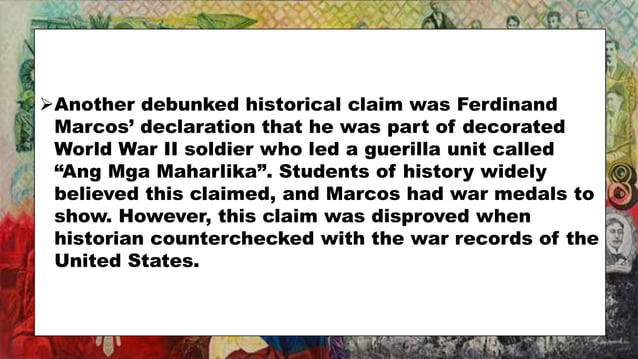 ➢Another debunked historical claim was Ferdinand
Marcos’ declaration that he was part of decorated
World War II soldier who led a guerilla unit called
“Ang Mga Maharlika”. Students of history widely
believed this claimed, and Marcos had war medals to
show. However, this claim was disproved when
historian counterchecked with the war records of the
United States.